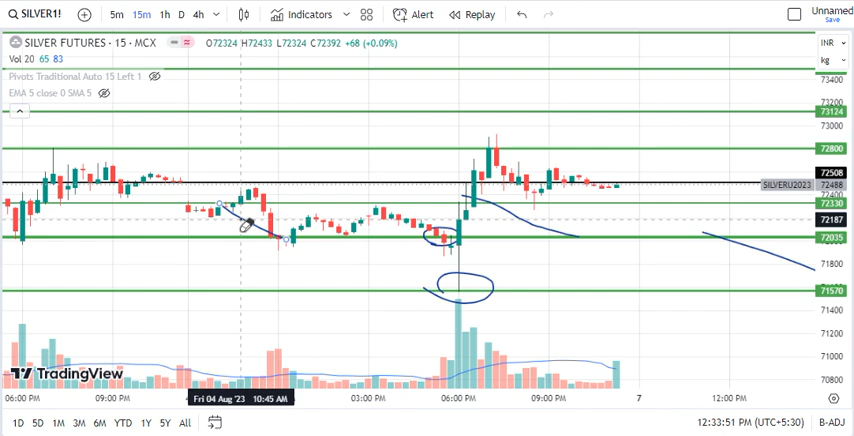 SILVER1! 5m 15m 1h D 4h Indicators Alert Replay Unnamed
Save
SILVER FUTURES · 15 · MCX O72324 H72433 L72324 C72392 +68 (+0.09%) INR
Vol 20 65 83 kg
Pivots Traditional Auto 15 Left 1
73400
EMA 5 close 0 SMA 5
73124
73000
72800
72508
SILVERU2023 72488
72400
72330
72187
72035
71800
71570
71200
71000
TradingView
70800
06:00 PM 09:00 PM Fri 04 Aug '23 10:45 AM 03:00 PM 06:00 PM 09:00 PM 7 12:00 PM
1D 5D 1M 3M 6M YTD 1Y 5Y All 12:33:51 PM (UTC+5:30) B-ADJ